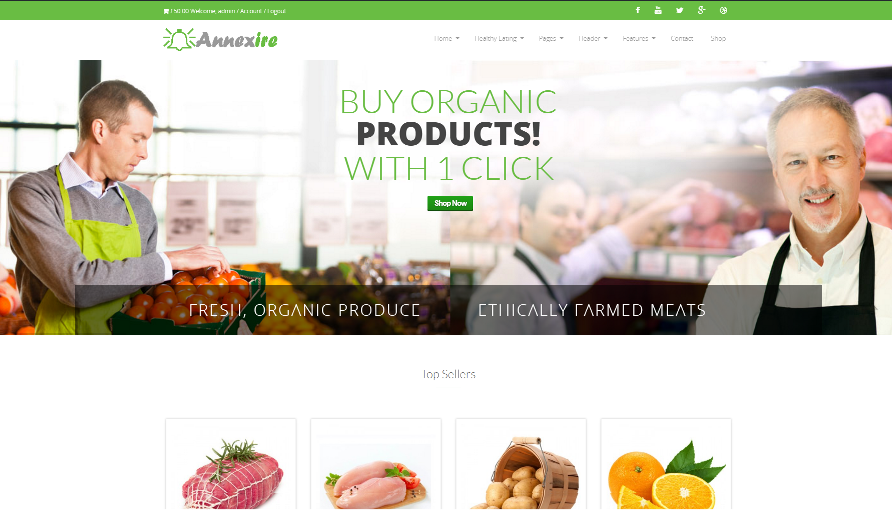 £50.00 Welcome, admin / Account / Logout
Annexire
Home Healthy Eating Pages Header Features Contact Shop
BUY ORGANIC
PRODUCTS!
WITH 1 CLICK
Shop Now
FRESH, ORGANIC PRODUCE
ETHICALLY FARMED MEATS
Top Sellers